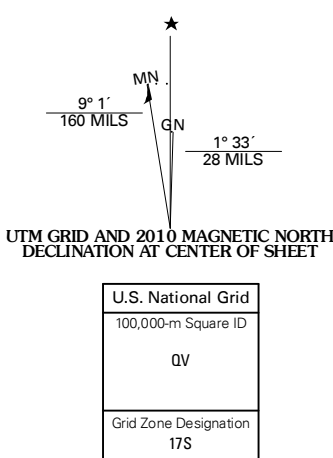 ★
MN
GN
9° 1´
160 MILS
1° 33´
28 MILS
UTM GRID AND 2010 MAGNETIC NORTH
DECLINATION AT CENTER OF SHEET
U.S. National Grid
100,000-m Square ID
QV
Grid Zone Designation
17S